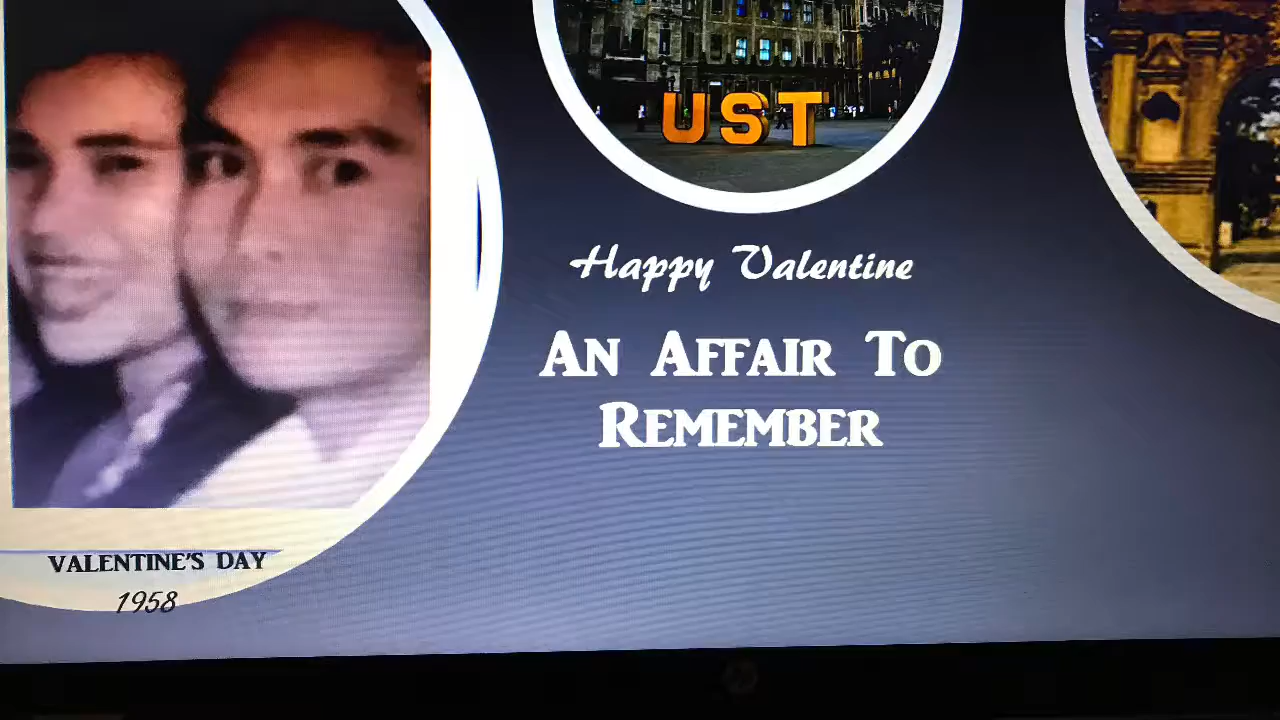 UST
Happy Valentine
AN AFFAIR TO
REMEMBER
VALENTINE'S DAY
1958